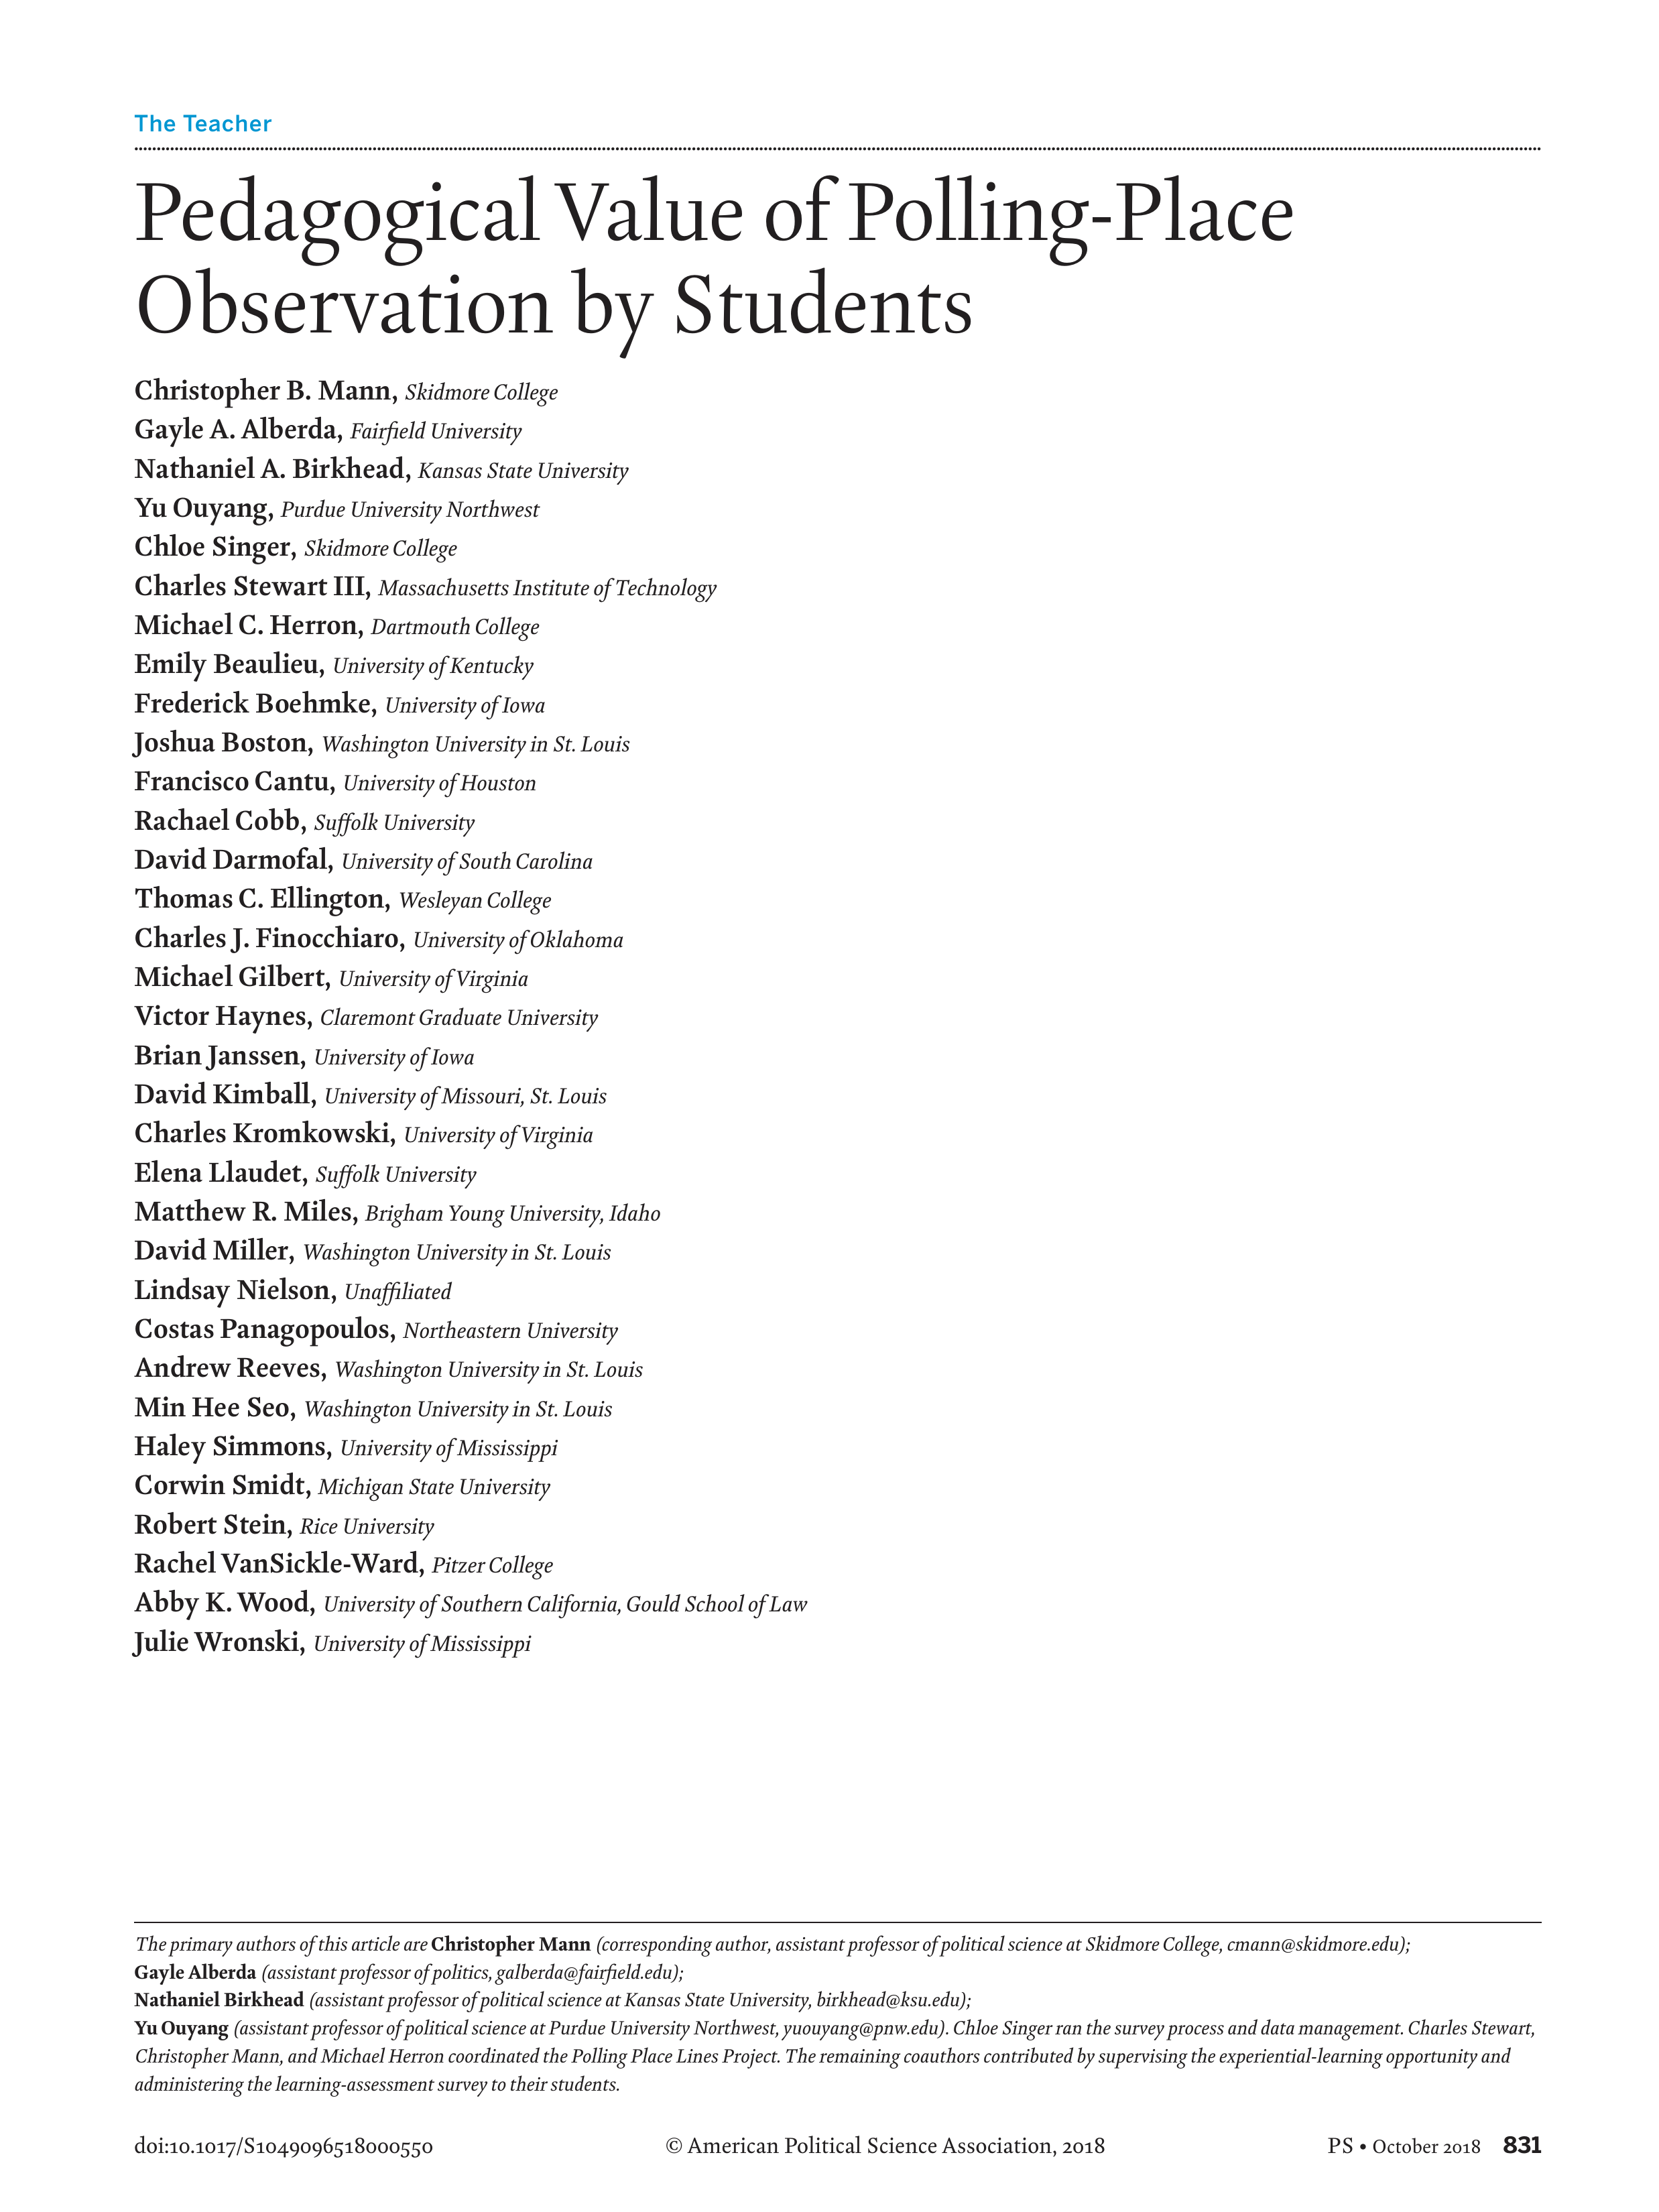 The Teacher
Pedagogical Value of Polling-Place
Observation by Students
Christopher B. Mann, Skidmore College
Gayle A. Alberda, Fairfield University
Nathaniel A. Birkhead, Kansas State University
Yu Ouyang, Purdue University Northwest
Chloe Singer, Skidmore College
Charles Stewart III, Massachusetts Institute of Technology
Michael C. Herron, Dartmouth College
Emily Beaulieu, University of Kentucky
Frederick Boehmke, University of Iowa
Joshua Boston, Washington University in St. Louis
Francisco Cantu, University of Houston
Rachael Cobb, Suffolk University
David Darmofal, University of South Carolina
Thomas C. Ellington, Wesleyan College
Charles J. Finocchiaro, University of Oklahoma
Michael Gilbert, University of Virginia
Victor Haynes, Claremont Graduate University
Brian Janssen, University of Iowa
David Kimball, University of Missouri, St. Louis
Charles Kromkowski, University of Virginia
Elena Llaudet, Suffolk University
Matthew R. Miles, Brigham Young University, Idaho
David Miller, Washington University in St. Louis
Lindsay Nielson, Unaffiliated
Costas Panagopoulos, Northeastern University
Andrew Reeves, Washington University in St. Louis
Min Hee Seo, Washington University in St. Louis
Haley Simmons, University of Mississippi
Corwin Smidt, Michigan State University
Robert Stein, Rice University
Rachel VanSickle-Ward, Pitzer College
Abby K. Wood, University of Southern California, Gould School of Law
Julie Wronski, University of Mississippi
The primary authors of this article are Christopher Mann (corresponding author, assistant professor of political science at Skidmore College, cmann@skidmore.edu);
Gayle Alberda (assistant professor of politics, galberda@fairfield.edu);
Nathaniel Birkhead (assistant professor of political science at Kansas State University, birkhead@ksu.edu);
Yu Ouyang (assistant professor of political science at Purdue University Northwest, yuouyang@pnw.edu). Chloe Singer ran the survey process and data management. Charles Stewart,
Christopher Mann, and Michael Herron coordinated the Polling Place Lines Project. The remaining coauthors contributed by supervising the experiential-learning opportunity and
administering the learning-assessment survey to their students.
doi:10.1017/S1049096518000550 © American Political Science Association, 2018 PS • October 2018 831